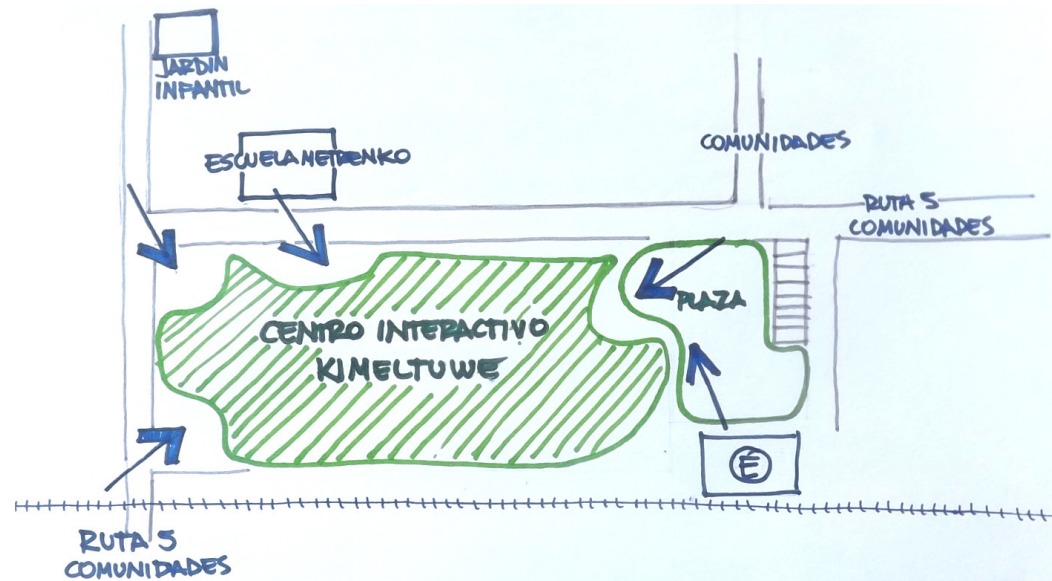 JARDIN
INFANTIL
ESCUELA METRENKO
COMUNIDADES
RUTA 5
COMUNIDADES
PLAZA
CENTRO INTERACTIVO
KIMELTUWE
É
RUTA 5
COMUNIDADES